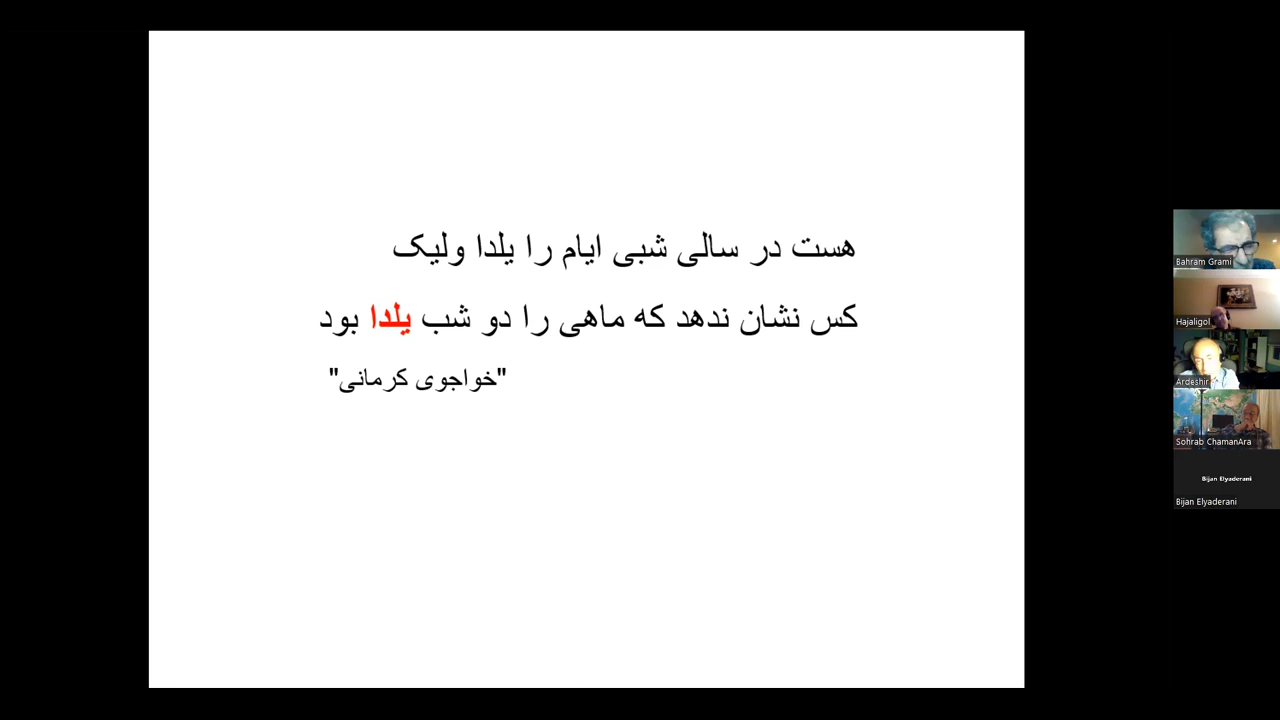 هست در سالی شبی ایام را یلدا ولیک
کس نشان ندهد که ماهی را دو شب یلدا بود
"خواجوی کرمانی"
Bahram Grami
Hajaligol
Ardeshir
Sohrab ChamanAra
Bijan Elyaderani
Bijan Elyaderani